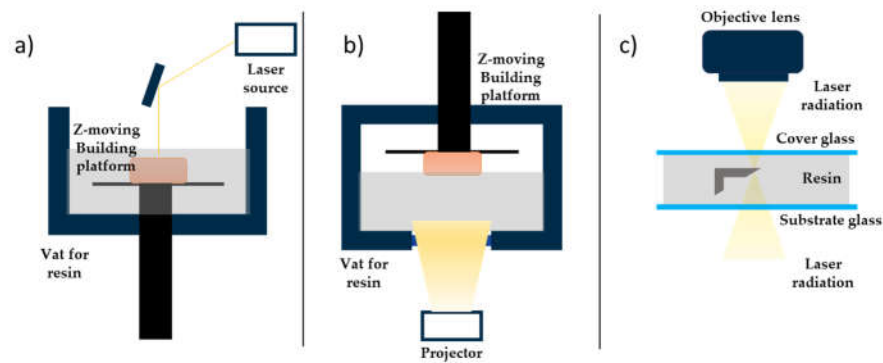 a)
Laser
source
Z-moving
Building
platform
Vat for
resin
b)
Z-moving
Building
platform
Vat for
resin
Projector
c)
Objective lens
Laser
radiation
Cover glass
Resin
Substrate glass
Laser
radiation